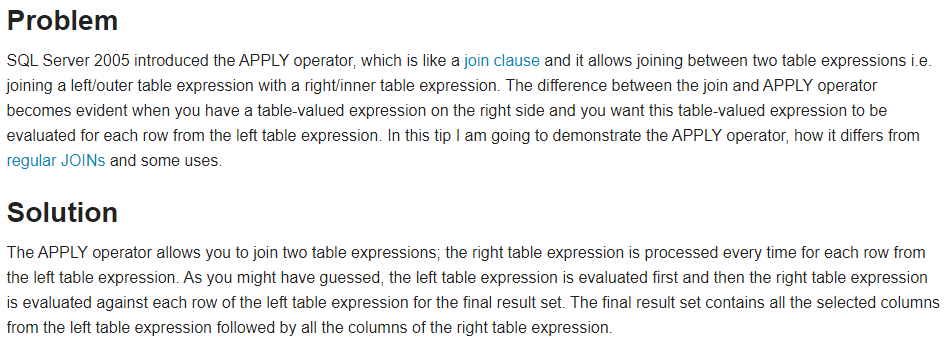 Problem
SQL Server 2005 introduced the APPLY operator, which is like a join clause and it allows joining between two table expressions i.e.
joining a left/outer table expression with a right/inner table expression. The difference between the join and APPLY operator
becomes evident when you have a table-valued expression on the right side and you want this table-valued expression to be
evaluated for each row from the left table expression. In this tip I am going to demonstrate the APPLY operator, how it differs from
regular JOINs and some uses.
Solution
The APPLY operator allows you to join two table expressions; the right table expression is processed every time for each row from
the left table expression. As you might have guessed, the left table expression is evaluated first and then the right table expression
is evaluated against each row of the left table expression for the final result set. The final result set contains all the selected columns
from the left table expression followed by all the columns of the right table expression.